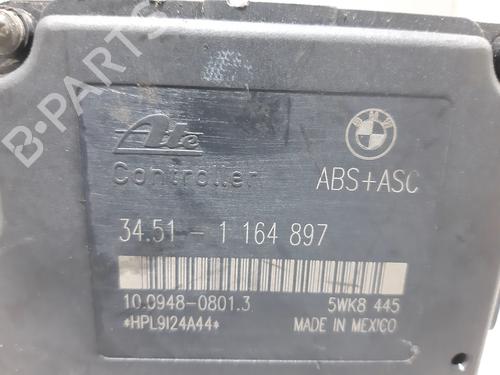 B-PARTS
Ate
BMW
Controller
ABS+ASC
34.51 - 1 164 897
10.0948-0801.3
5WK8 445
*HPL9I24A44*
MADE IN MEXICO